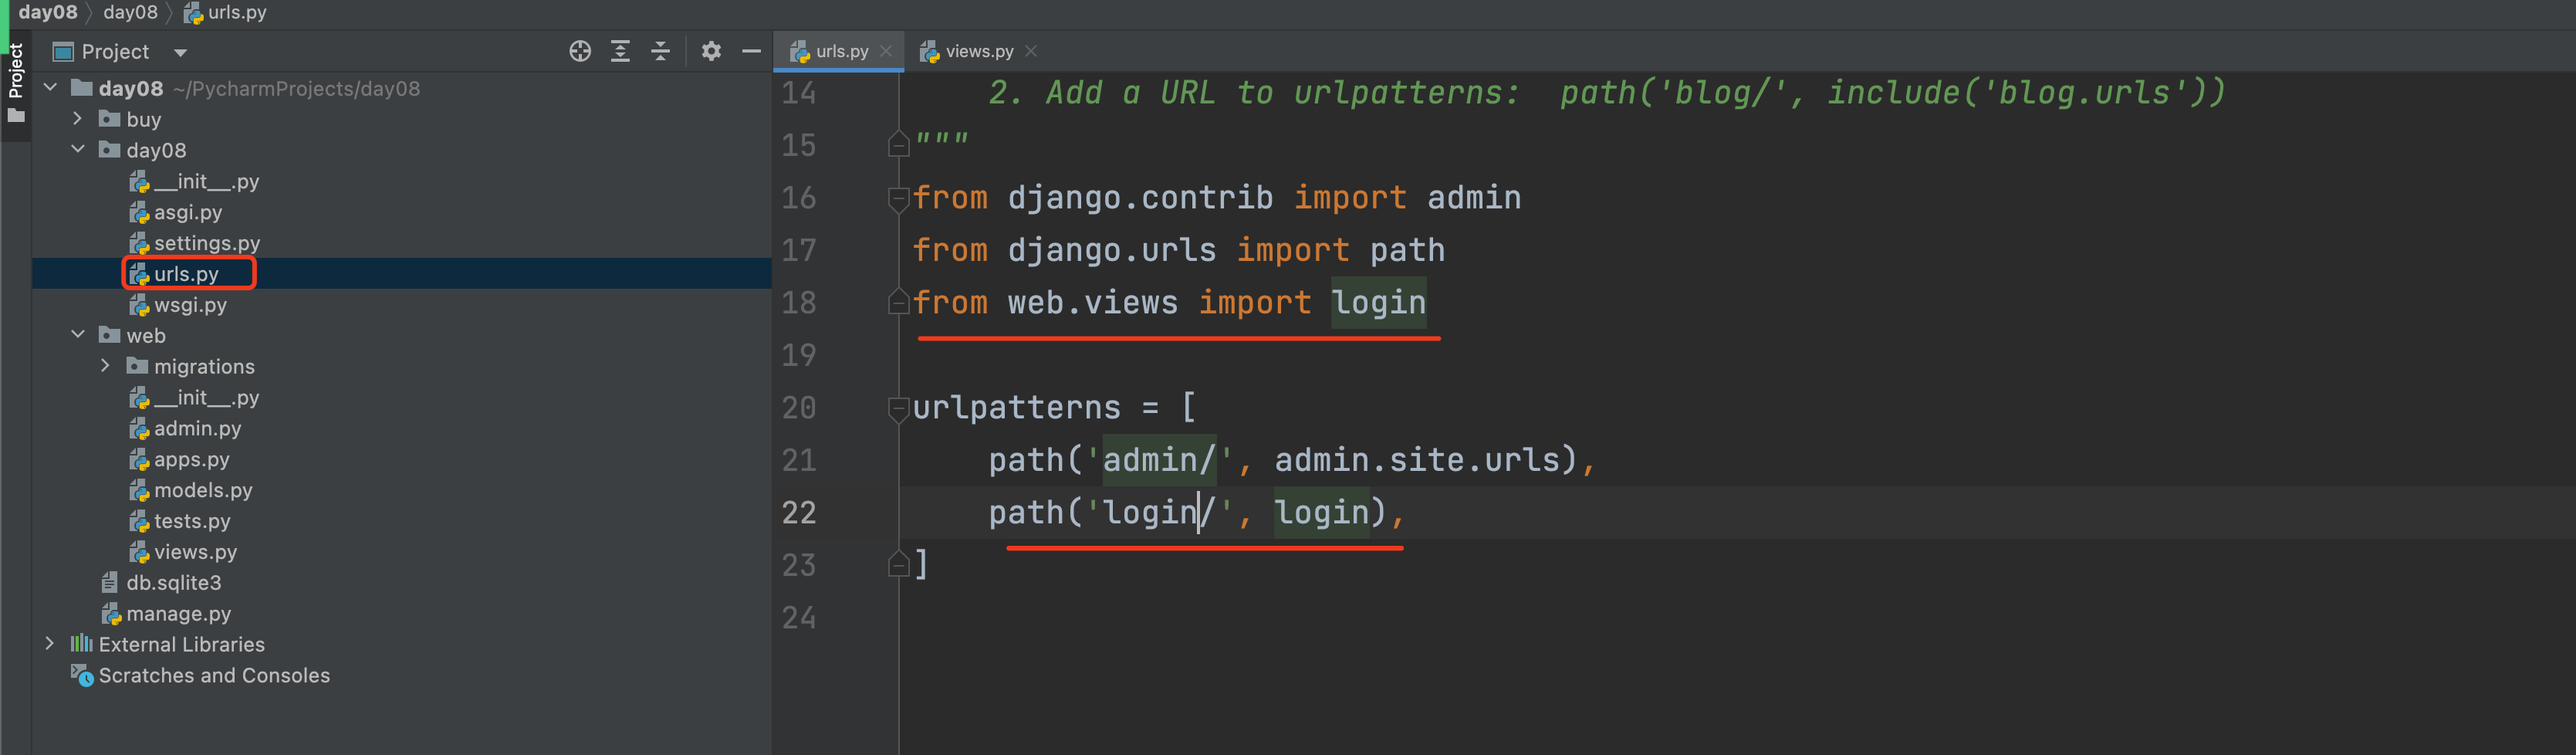 day08 day08 urls.py
Project
Project
urls.py
views.py
day08 ~/PycharmProjects/day08
buy
day08
__init__.py
asgi.py
settings.py
urls.py
wsgi.py
web
migrations
__init__.py
admin.py
apps.py
models.py
tests.py
views.py
db.sqlite3
manage.py
External Libraries
Scratches and Consoles
14 2. Add a URL to urlpatterns:  path('blog/', include('blog.urls'))
15 """
16 from django.contrib import admin
17 from django.urls import path
18 from web.views import login
19
20 urlpatterns = [
21 path('admin/', admin.site.urls),
22 path('login/', login),
23 ]
24